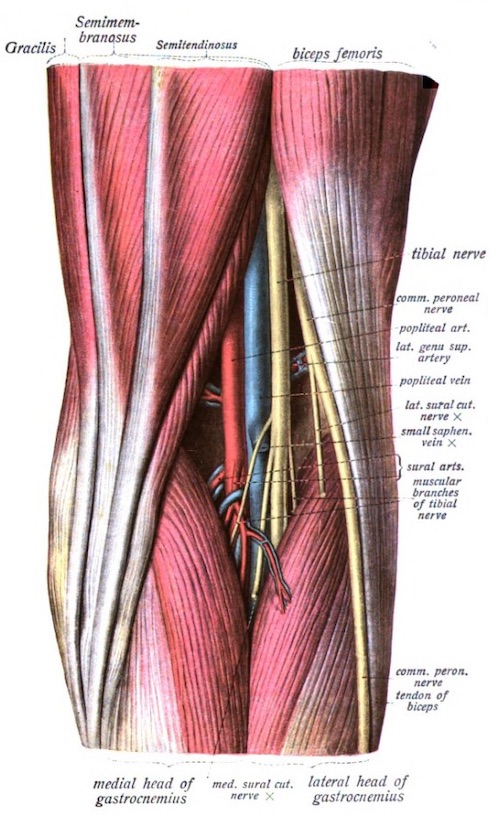 Gracilis
Semimem-
branosus
Semitendinosus
biceps femoris
tibial nerve
comm. peroneal
nerve
popliteal art.
lat. genu sup.
artery
popliteal vein
lat. sural cut.
nerve X
small saphen.
vein X
sural arts.
muscular
branches
of tibial
nerve
comm. peron.
nerve
tendon of
biceps
medial head of
gastrocnemius
med. sural cut.
nerve X
lateral head of
gastrocnemius